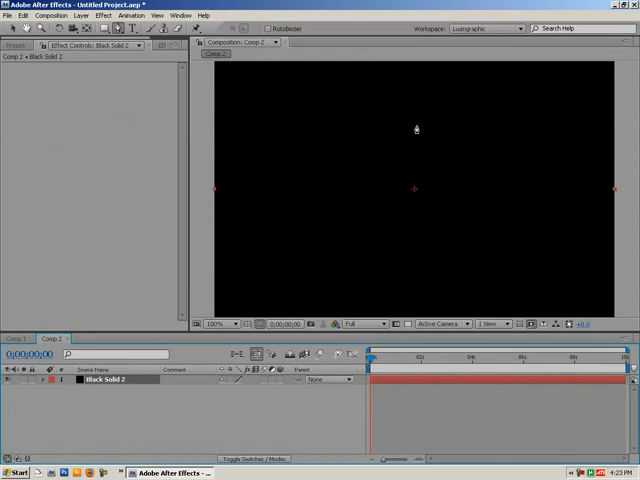 Adobe After Effects - Untitled Project.aep *
File Edit Composition Layer Effect Animation View Window Help
RotoBezier
Workspace: Luangraphic
Search Help
Project
Effect Controls: Black Solid 2
Eff
Composition: Comp 2
Comp 2 • Black Solid 2
Comp 2
100%
0;00;00;00
Full
Active Camera
1 View
+0.0
Comp 1
Comp 2
0;00;00;00
02s
04s
06s
08s
10s
#
Source Name
Comment
Parent
1
Black Solid 2
None
Toggle Switches / Modes
Start
Adobe After Effects - ...
4:23 PM